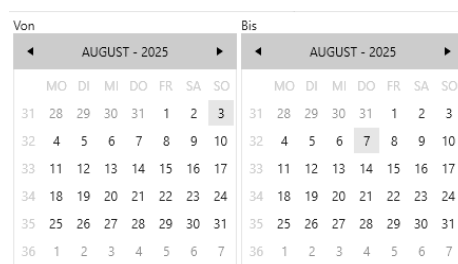 Von Bis
◄ AUGUST - 2025 ► ◄ AUGUST - 2025 ►
MO DI MI DO FR SA SO MO DI MI DO FR SA SO
31 28 29 30 31 1 2 3 31 28 29 30 31 1 2 3
32 4 5 6 7 8 9 10 32 4 5 6 7 8 9 10
33 11 12 13 14 15 16 17 33 11 12 13 14 15 16 17
34 18 19 20 21 22 23 24 34 18 19 20 21 22 23 24
35 25 26 27 28 29 30 31 35 25 26 27 28 29 30 31
36 1 2 3 4 5 6 7 36 1 2 3 4 5 6 7